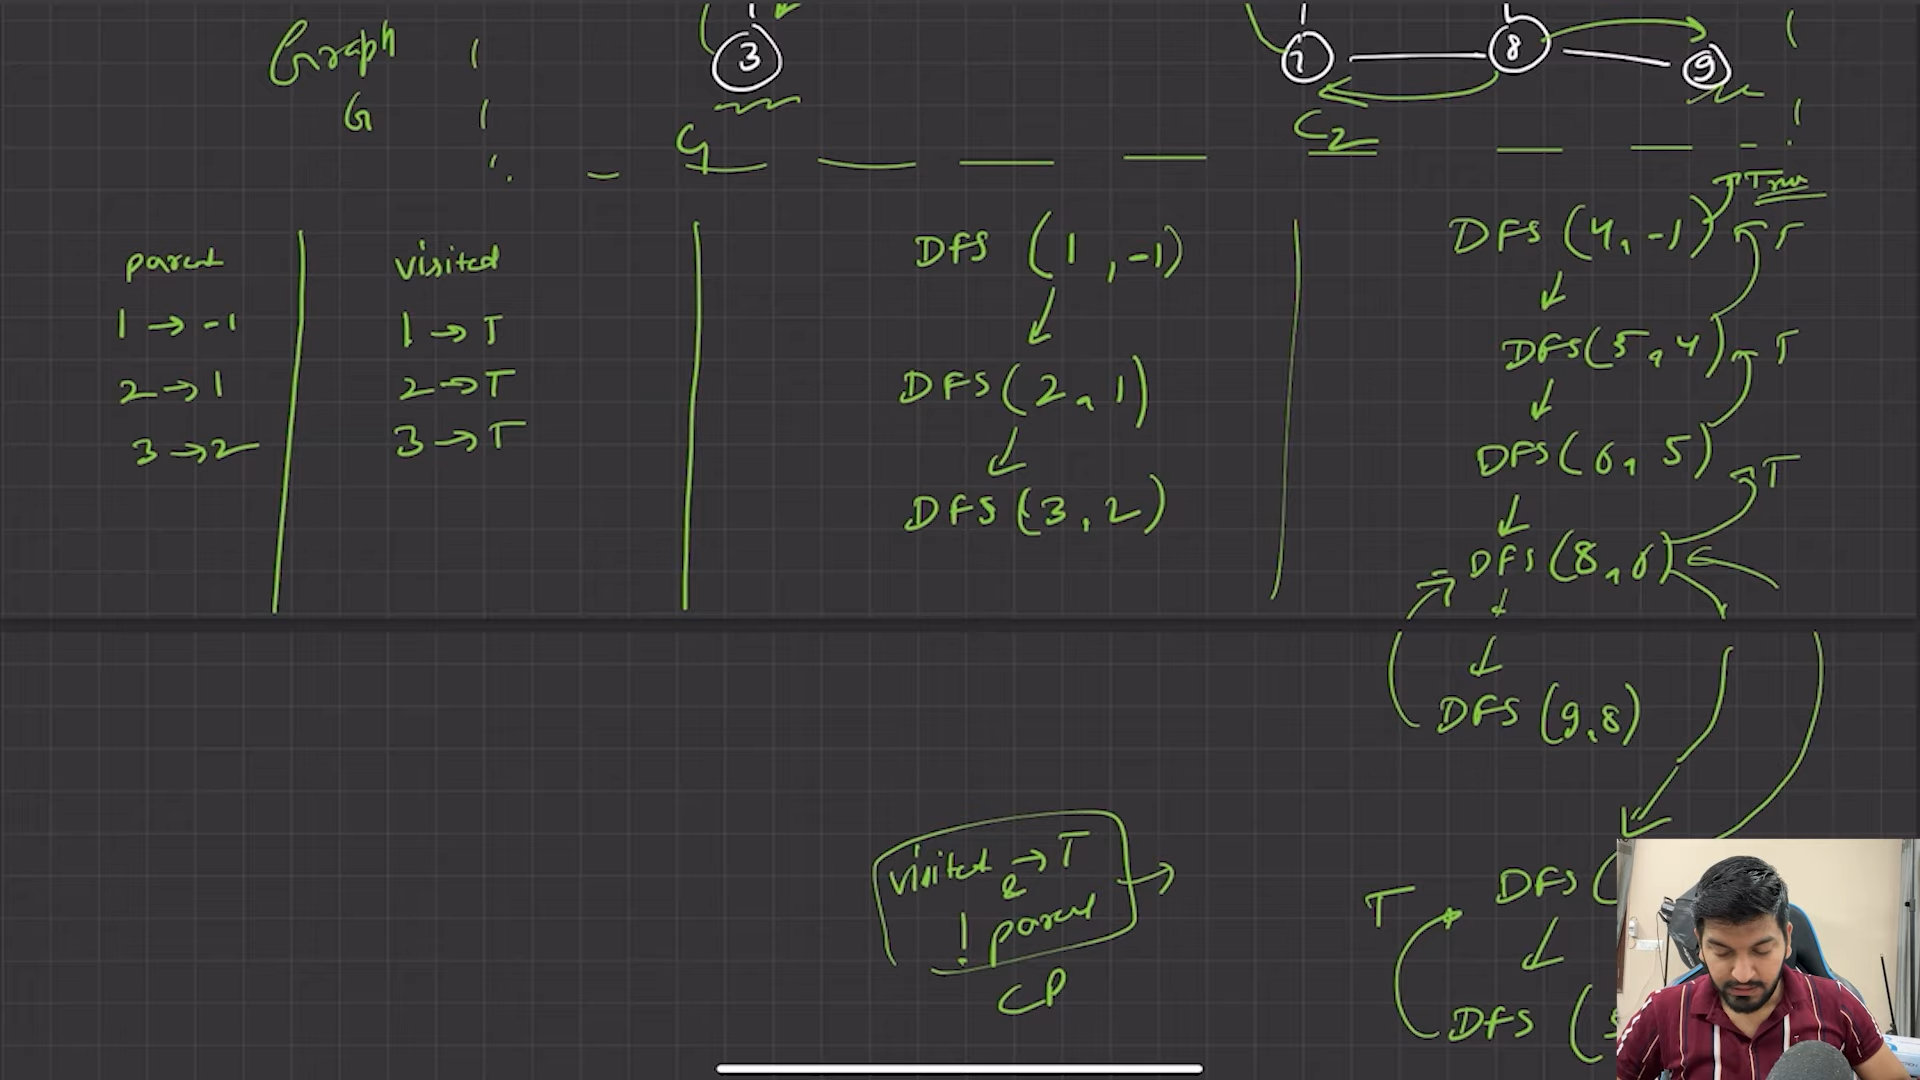 Graph
G
3
7
8
9
C1
C2
parent
1 → -1
2 → 1
3 → 2
visited
1 → T
2 → T
3 → T
DFS (1, -1)
DFS (2, 1)
DFS (3, 2)
True
DFS (4, -1) T
DFS (5, 4) T
DFS (6, 5) T
DFS (8, 6)
DFS (9, 8)
visited → T
&
! parent
CP
T DFS (
DFS (